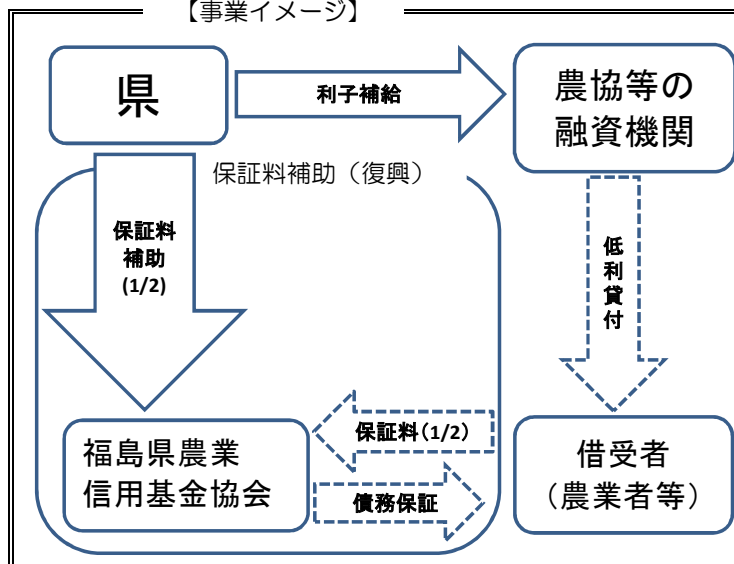 【事業イメージ】
県
利子補給
農協等の
融資機関
保証料補助（復興）
保証料
補助
(1/2)
低
利
貸
付
保証料(1/2)
福島県農業
信用基金協会
債務保証
借受者
（農業者等）